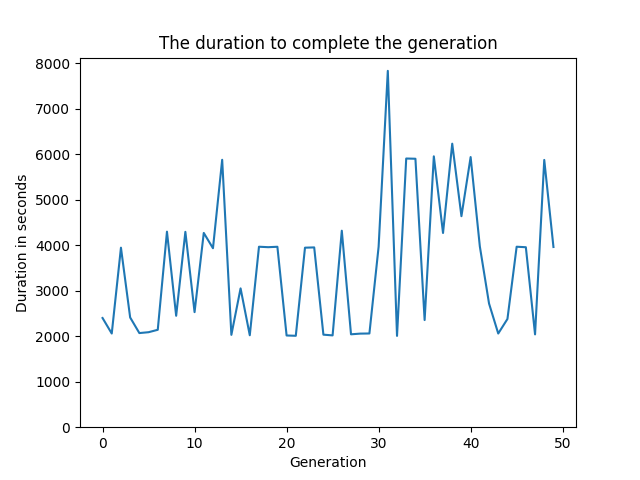 The duration to complete the generation
8000
7000
6000
5000
4000
3000
2000
1000
0
Duration in seconds
0 10 20 30 40 50
Generation